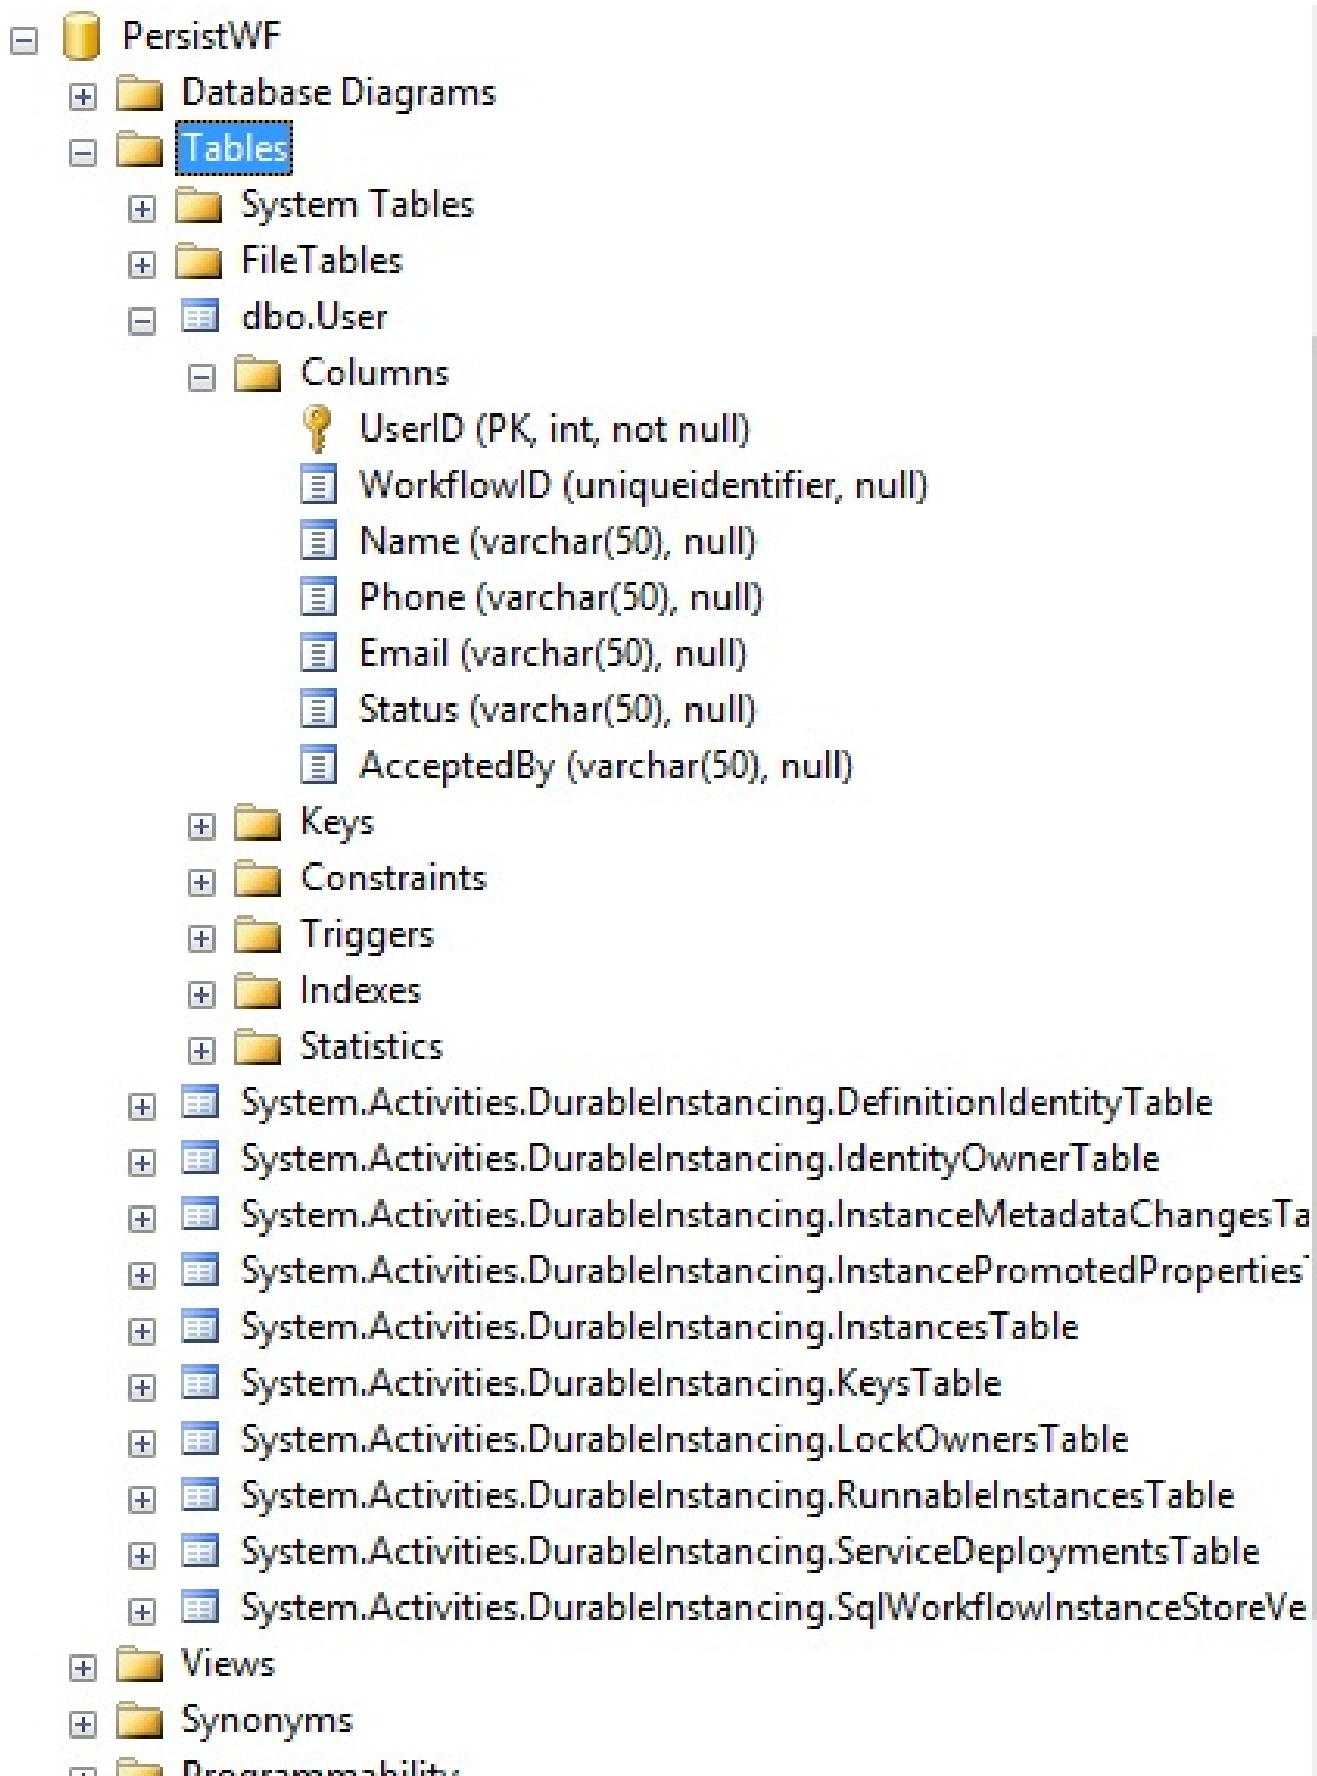 PersistWF
Database Diagrams
Tables
System Tables
FileTables
dbo.User
Columns
UserID (PK, int, not null)
WorkflowID (uniqueidentifier, null)
Name (varchar(50), null)
Phone (varchar(50), null)
Email (varchar(50), null)
Status (varchar(50), null)
AcceptedBy (varchar(50), null)
Keys
Constraints
Triggers
Indexes
Statistics
System.Activities.DurableInstancing.DefinitionIdentityTable
System.Activities.DurableInstancing.IdentityOwnerTable
System.Activities.DurableInstancing.InstanceMetadataChangesTa
System.Activities.DurableInstancing.InstancePromotedProperties
System.Activities.DurableInstancing.InstancesTable
System.Activities.DurableInstancing.KeysTable
System.Activities.DurableInstancing.LockOwnersTable
System.Activities.DurableInstancing.RunnableInstancesTable
System.Activities.DurableInstancing.ServiceDeploymentsTable
System.Activities.DurableInstancing.SqlWorkflowInstanceStoreVe
Views
Synonyms
Programmability